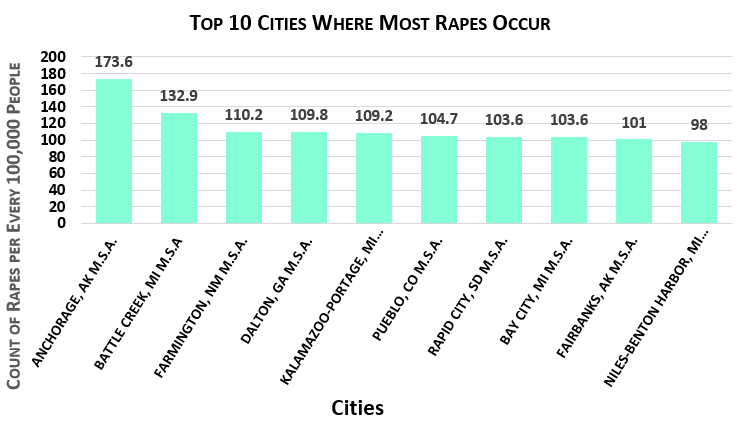 Top 10 Cities Where Most Rapes Occur
Count of Rapes per Every 100,000 People
200
180
160
140
120
100
80
60
40
20
0
173.6
132.9
110.2
109.8
109.2
104.7
103.6
103.6
101
98
ANCHORAGE, AK M.S.A.
BATTLE CREEK, MI M.S.A
FARMINGTON, NM M.S.A.
DALTON, GA M.S.A.
KALAMAZOO-PORTAGE, MI...
PUEBLO, CO M.S.A.
RAPID CITY, SD M.S.A.
BAY CITY, MI M.S.A.
FAIRBANKS, AK M.S.A.
NILES-BENTON HARBOR, MI...
Cities